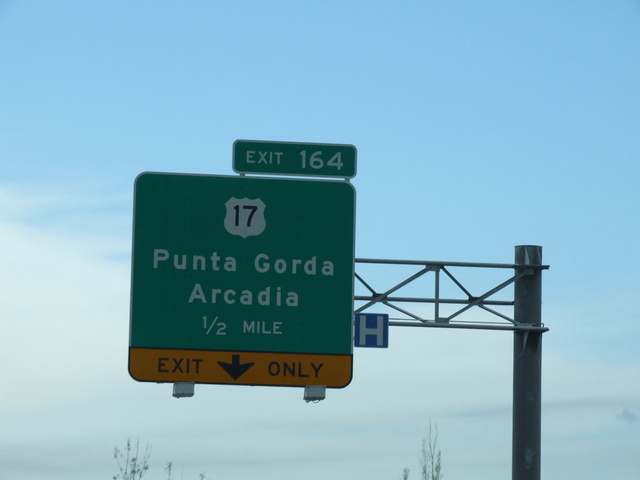 EXIT 164
17
Punta Gorda
Arcadia
1/2 MILE
H
EXIT ONLY